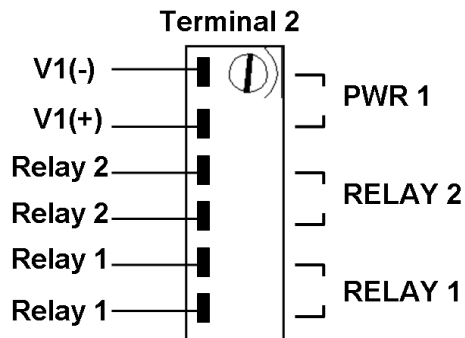 Terminal 2
V1(-)
V1(+)
PWR 1
Relay 2
Relay 2
RELAY 2
Relay 1
Relay 1
RELAY 1